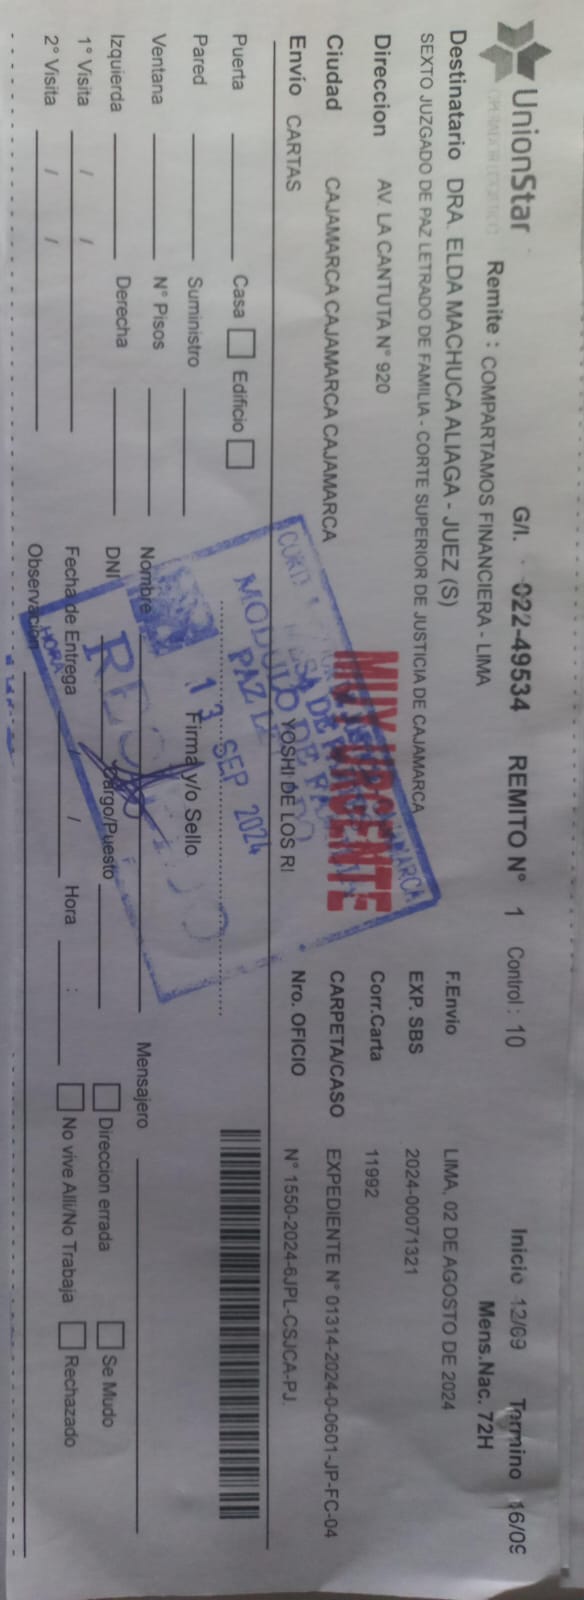 UnionStar
G/I. 022-49534 REMITO N° 1 Control : 10 Inicio 12/09 Termino 16/09
OPERADOR LOGISTICO
Remite : COMPARTAMOS FINANCIERA - LIMA Mens.Nac. 72H
Destinatario DRA. ELDA MACHUCA ALIAGA - JUEZ (S) F.Envio LIMA, 02 DE AGOSTO DE 2024
SEXTO JUZGADO DE PAZ LETRADO DE FAMILIA - CORTE SUPERIOR DE JUSTICIA DE CAJAMARCA EXP. SBS 2024-00071321
Direccion AV. LA CANTUTA N° 920 Corr.Carta 11992
Ciudad CAJAMARCA CAJAMARCA CAJAMARCA CARPETA/CASO EXPEDIENTE N° 01314-2024-0-0601-JP-FC-04
MUY URGENTE
Envio CARTAS YOSHI DE LOS RI Nro. OFICIO N° 1550-2024-6JPL-CSJCA-PJ.
MODULO
PAZ
13 SEP 2024
HORA
Puerta Casa Edificio
Pared Suministro Firma y/o Sello
Ventana N° Pisos Nombre Mensajero
Izquierda Derecha DNI Cargo/Puesto Direccion errada Se Mudo
1° Visita / / Fecha de Entrega / Hora : No vive Alli/No Trabaja Rechazado
2° Visita / / Observación